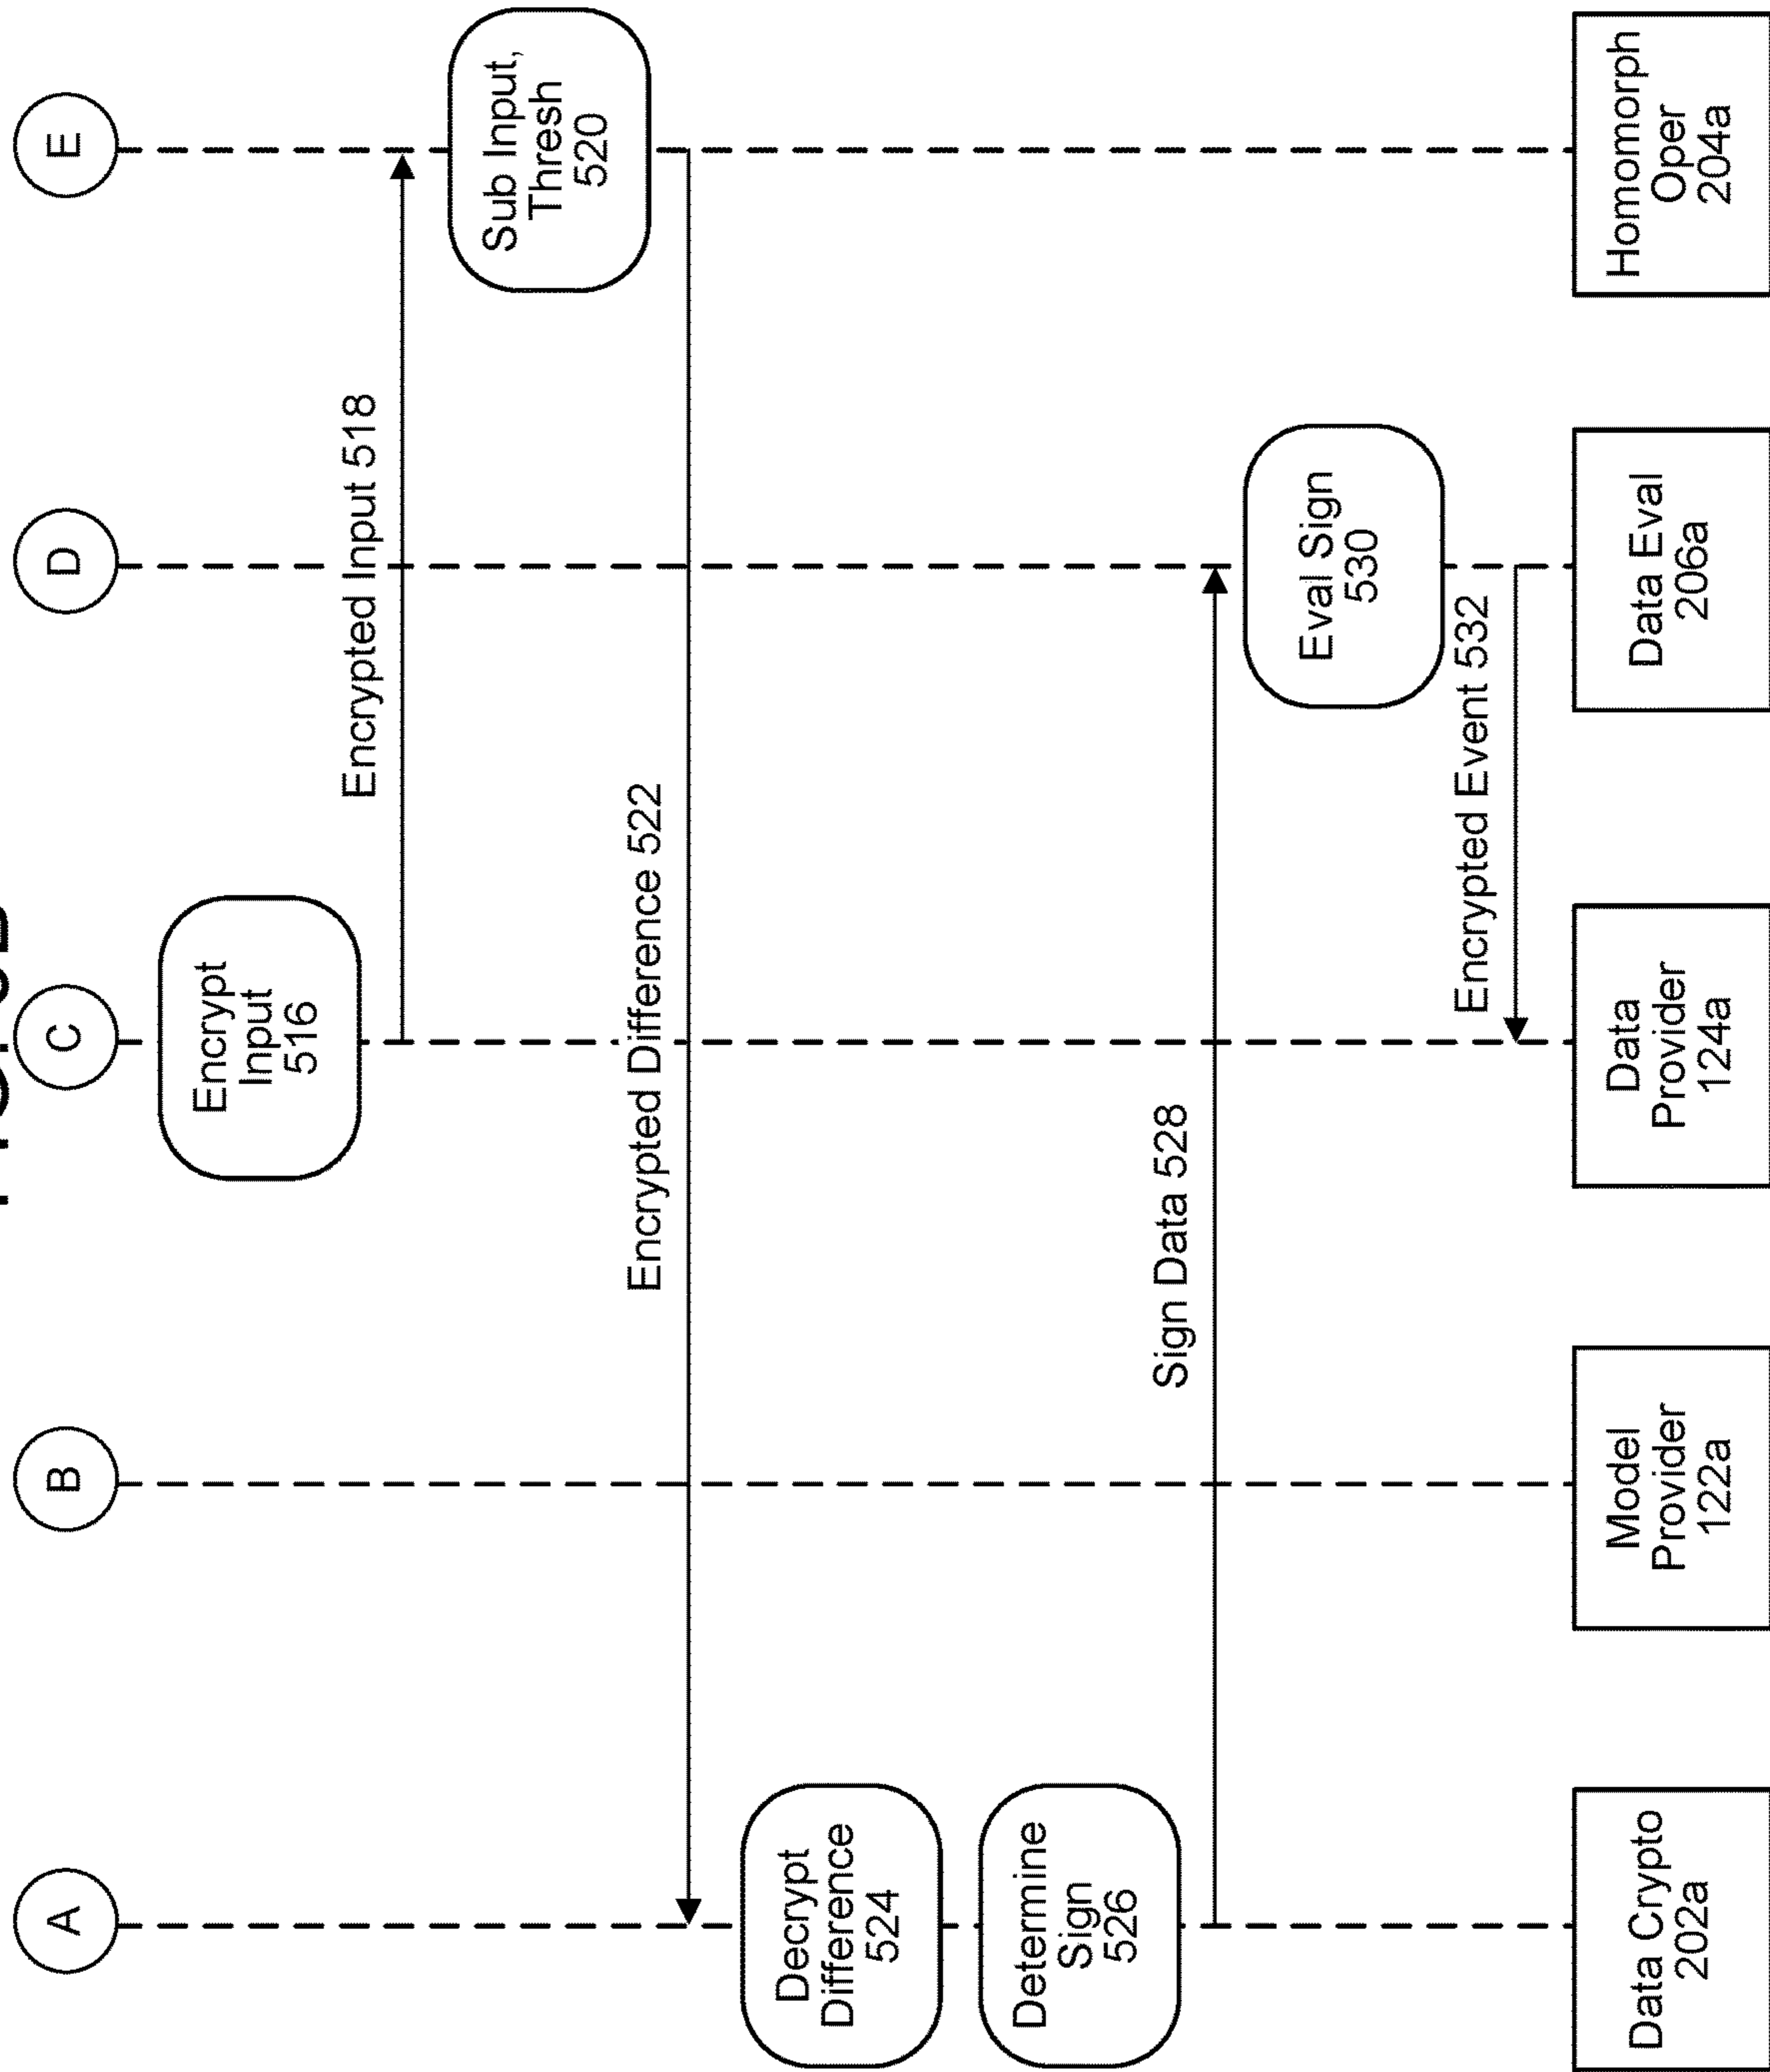 A
B
C
D
E
Encrypt
Input
516
Encrypted Input 518
Sub Input,
Thresh
520
Encrypted Difference 522
Decrypt
Difference
524
Determine
Sign
526
Sign Data 528
Eval Sign
530
Encrypted Event 532
Data Crypto
202a
Model
Provider
122a
Data
Provider
124a
Data Eval
206a
Homomorph
Oper
204a